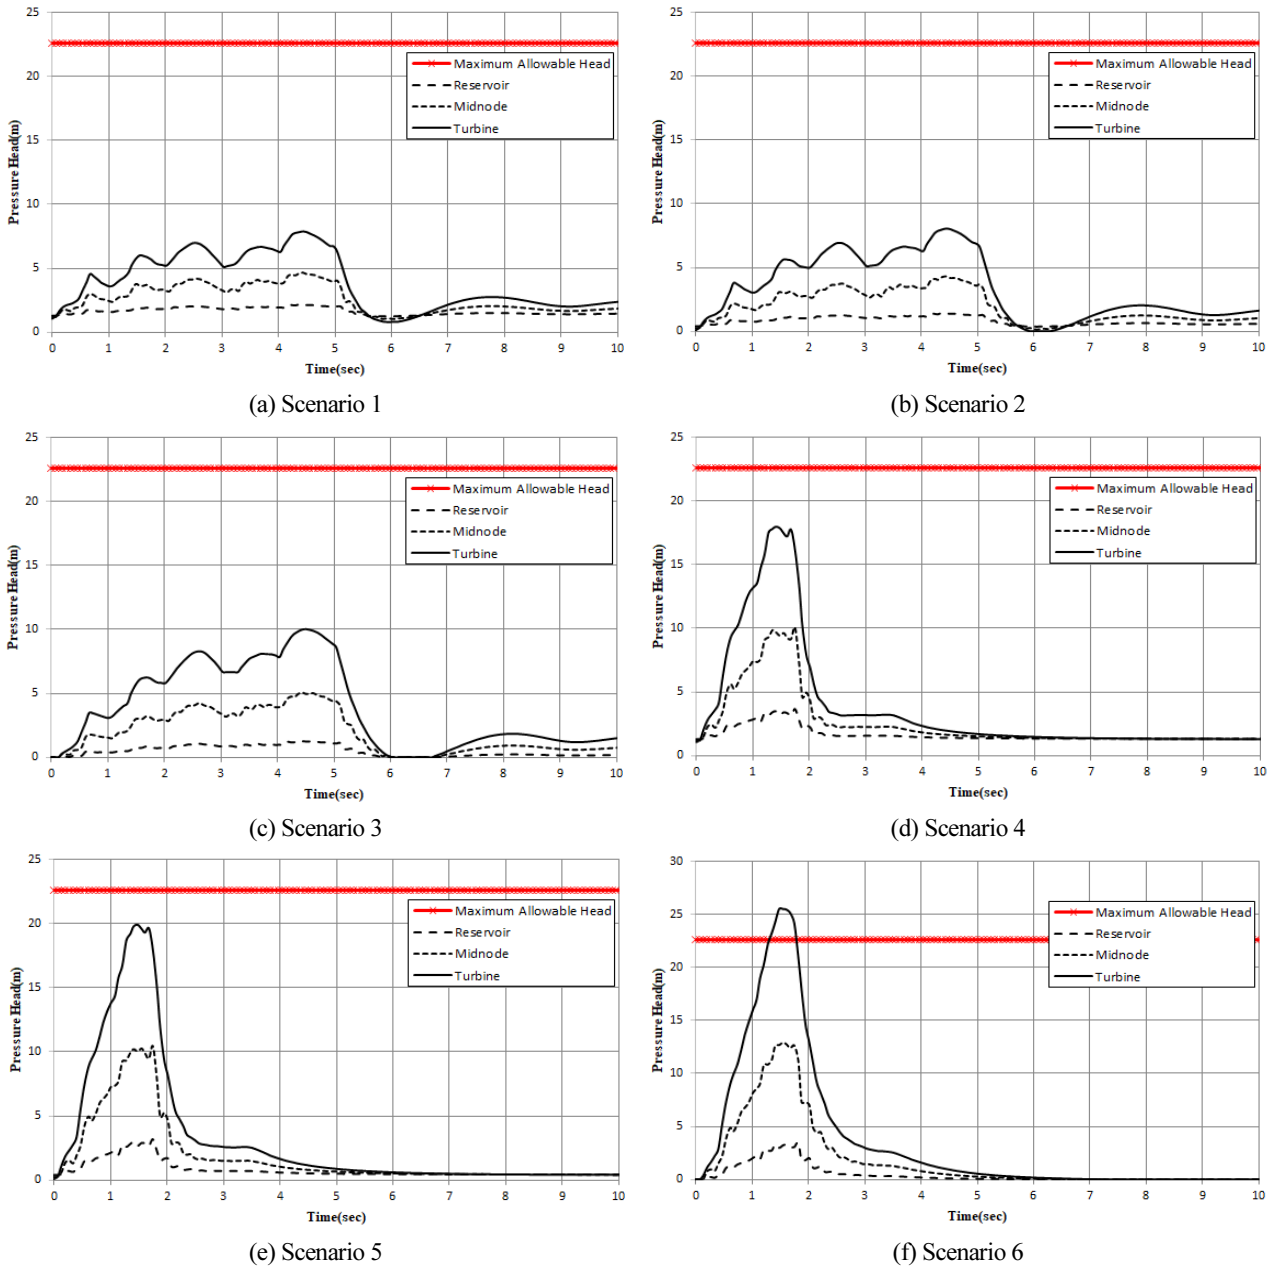 25
20
15
10
5
0
Pressure Head(m)
Maximum Allowable Head
Reservoir
Midnode
Turbine
0 1 2 3 4 5 6 7 8 9 10
Time(sec)
(a) Scenario 1
25
20
15
10
5
0
Pressure Head(m)
Maximum Allowable Head
Reservoir
Midnode
Turbine
0 1 2 3 4 5 6 7 8 9 10
Time(sec)
(b) Scenario 2
25
20
15
10
5
0
Pressure Head(m)
Maximum Allowable Head
Reservoir
Midnode
Turbine
0 1 2 3 4 5 6 7 8 9 10
Time(sec)
(c) Scenario 3
25
20
15
10
5
0
Pressure Head(m)
Maximum Allowable Head
Reservoir
Midnode
Turbine
0 1 2 3 4 5 6 7 8 9 10
Time(sec)
(d) Scenario 4
25
20
15
10
5
0
Pressure Head(m)
Maximum Allowable Head
Reservoir
Midnode
Turbine
0 1 2 3 4 5 6 7 8 9 10
Time(sec)
(e) Scenario 5
30
25
20
15
10
5
0
Pressure Head(m)
Maximum Allowable Head
Reservoir
Midnode
Turbine
0 1 2 3 4 5 6 7 8 9 10
Time(sec)
(f) Scenario 6